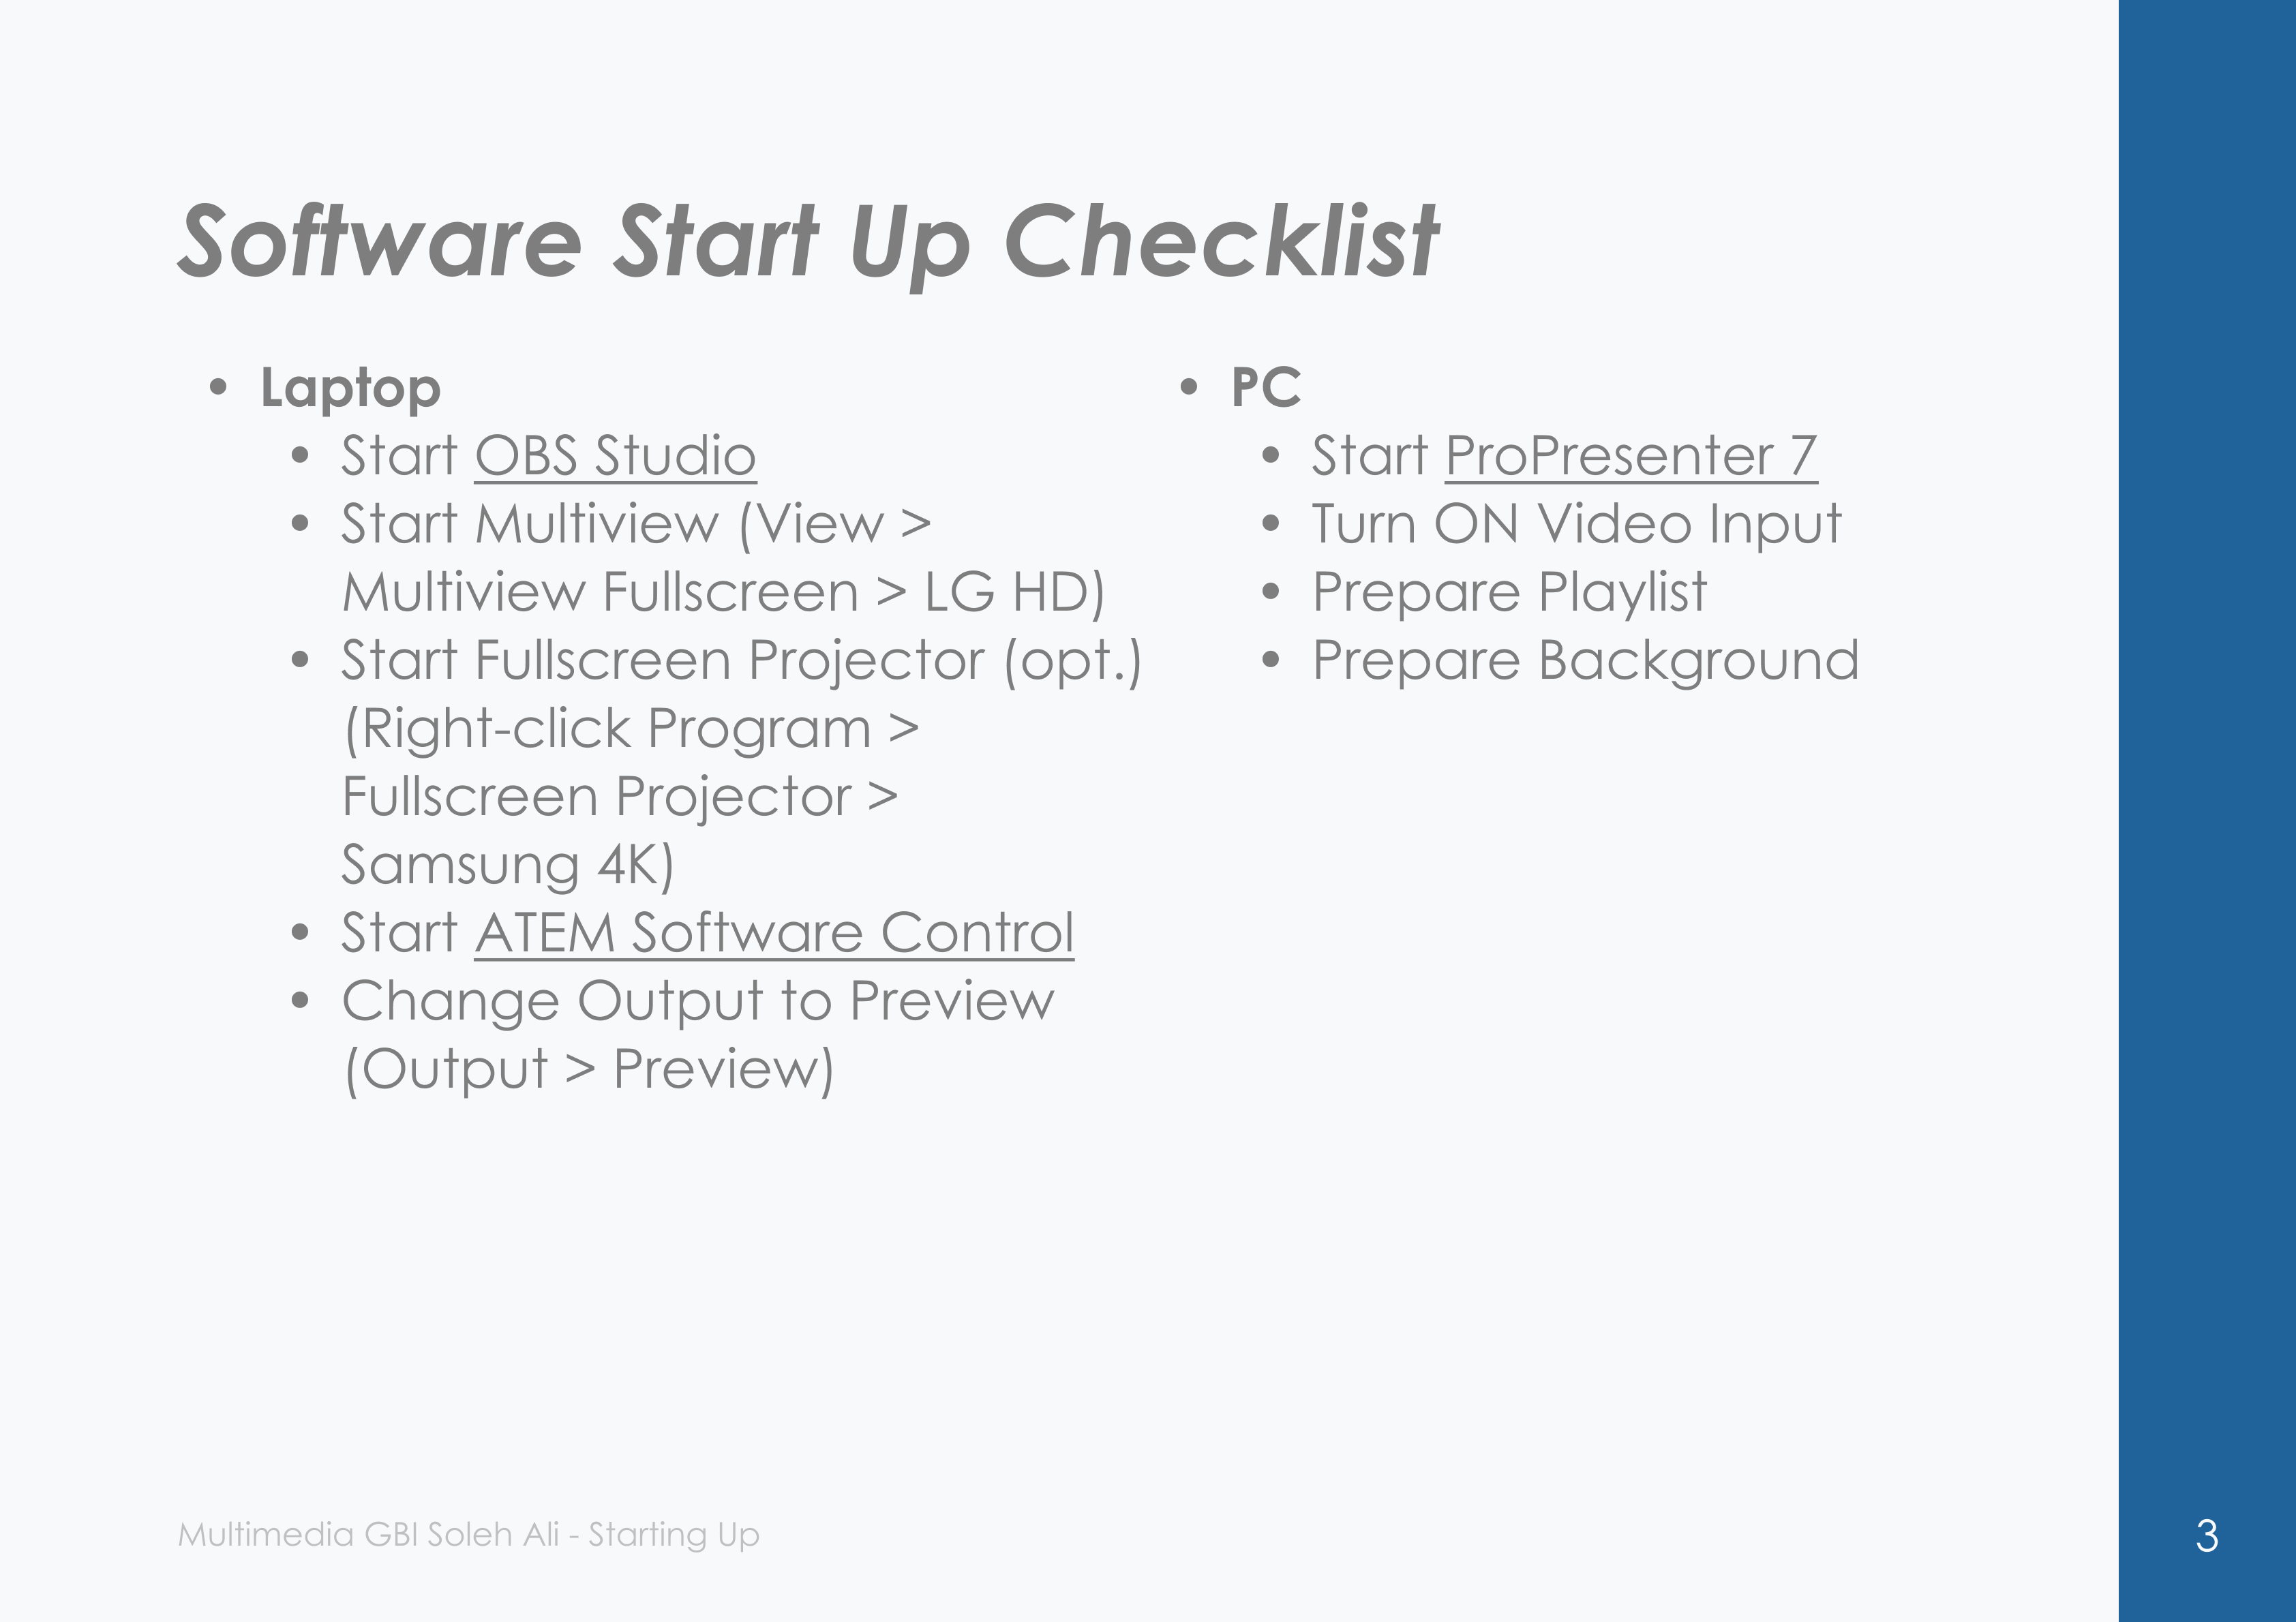 Software Start Up Checklist
• Laptop
• Start OBS Studio
• Start Multiview (View >
Multiview Fullscreen > LG HD)
• Start Fullscreen Projector (opt.)
(Right-click Program >
Fullscreen Projector >
Samsung 4K)
• Start ATEM Software Control
• Change Output to Preview
(Output > Preview)
• PC
• Start ProPresenter 7
• Turn ON Video Input
• Prepare Playlist
• Prepare Background
Multimedia GBI Soleh Ali - Starting Up
3